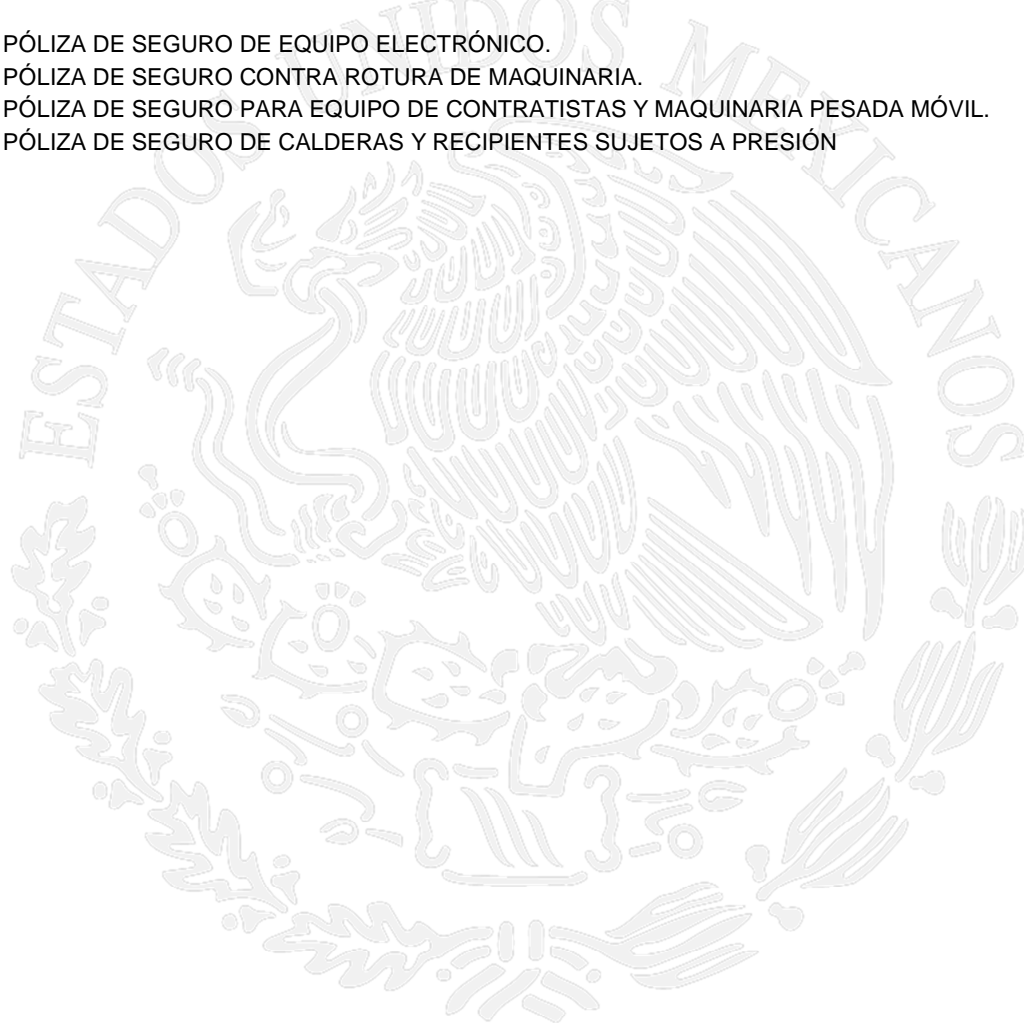 PÓLIZA DE SEGURO DE EQUIPO ELECTRÓNICO.
PÓLIZA DE SEGURO CONTRA ROTURA DE MAQUINARIA.
PÓLIZA DE SEGURO PARA EQUIPO DE CONTRATISTAS Y MAQUINARIA PESADA MÓVIL.
PÓLIZA DE SEGURO DE CALDERAS Y RECIPIENTES SUJETOS A PRESIÓN
ESTADOS UNIDOS MEXICANOS